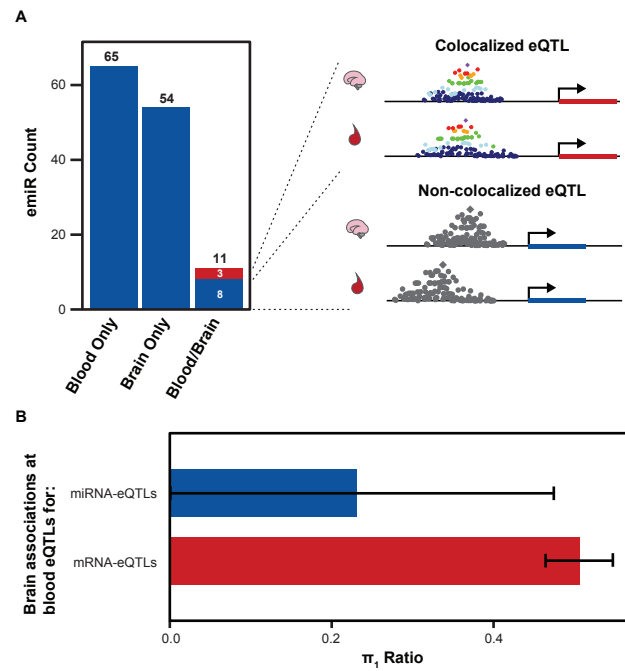 A
emiR Count
60
40
20
0
65
54
11
3
8
Blood Only
Brain Only
Blood/Brain
Colocalized eQTL
Non-colocalized eQTL
B
Brain associations at
blood eQTLs for:
miRNA-eQTLs
mRNA-eQTLs
0.0
0.2
0.4
π₁ Ratio